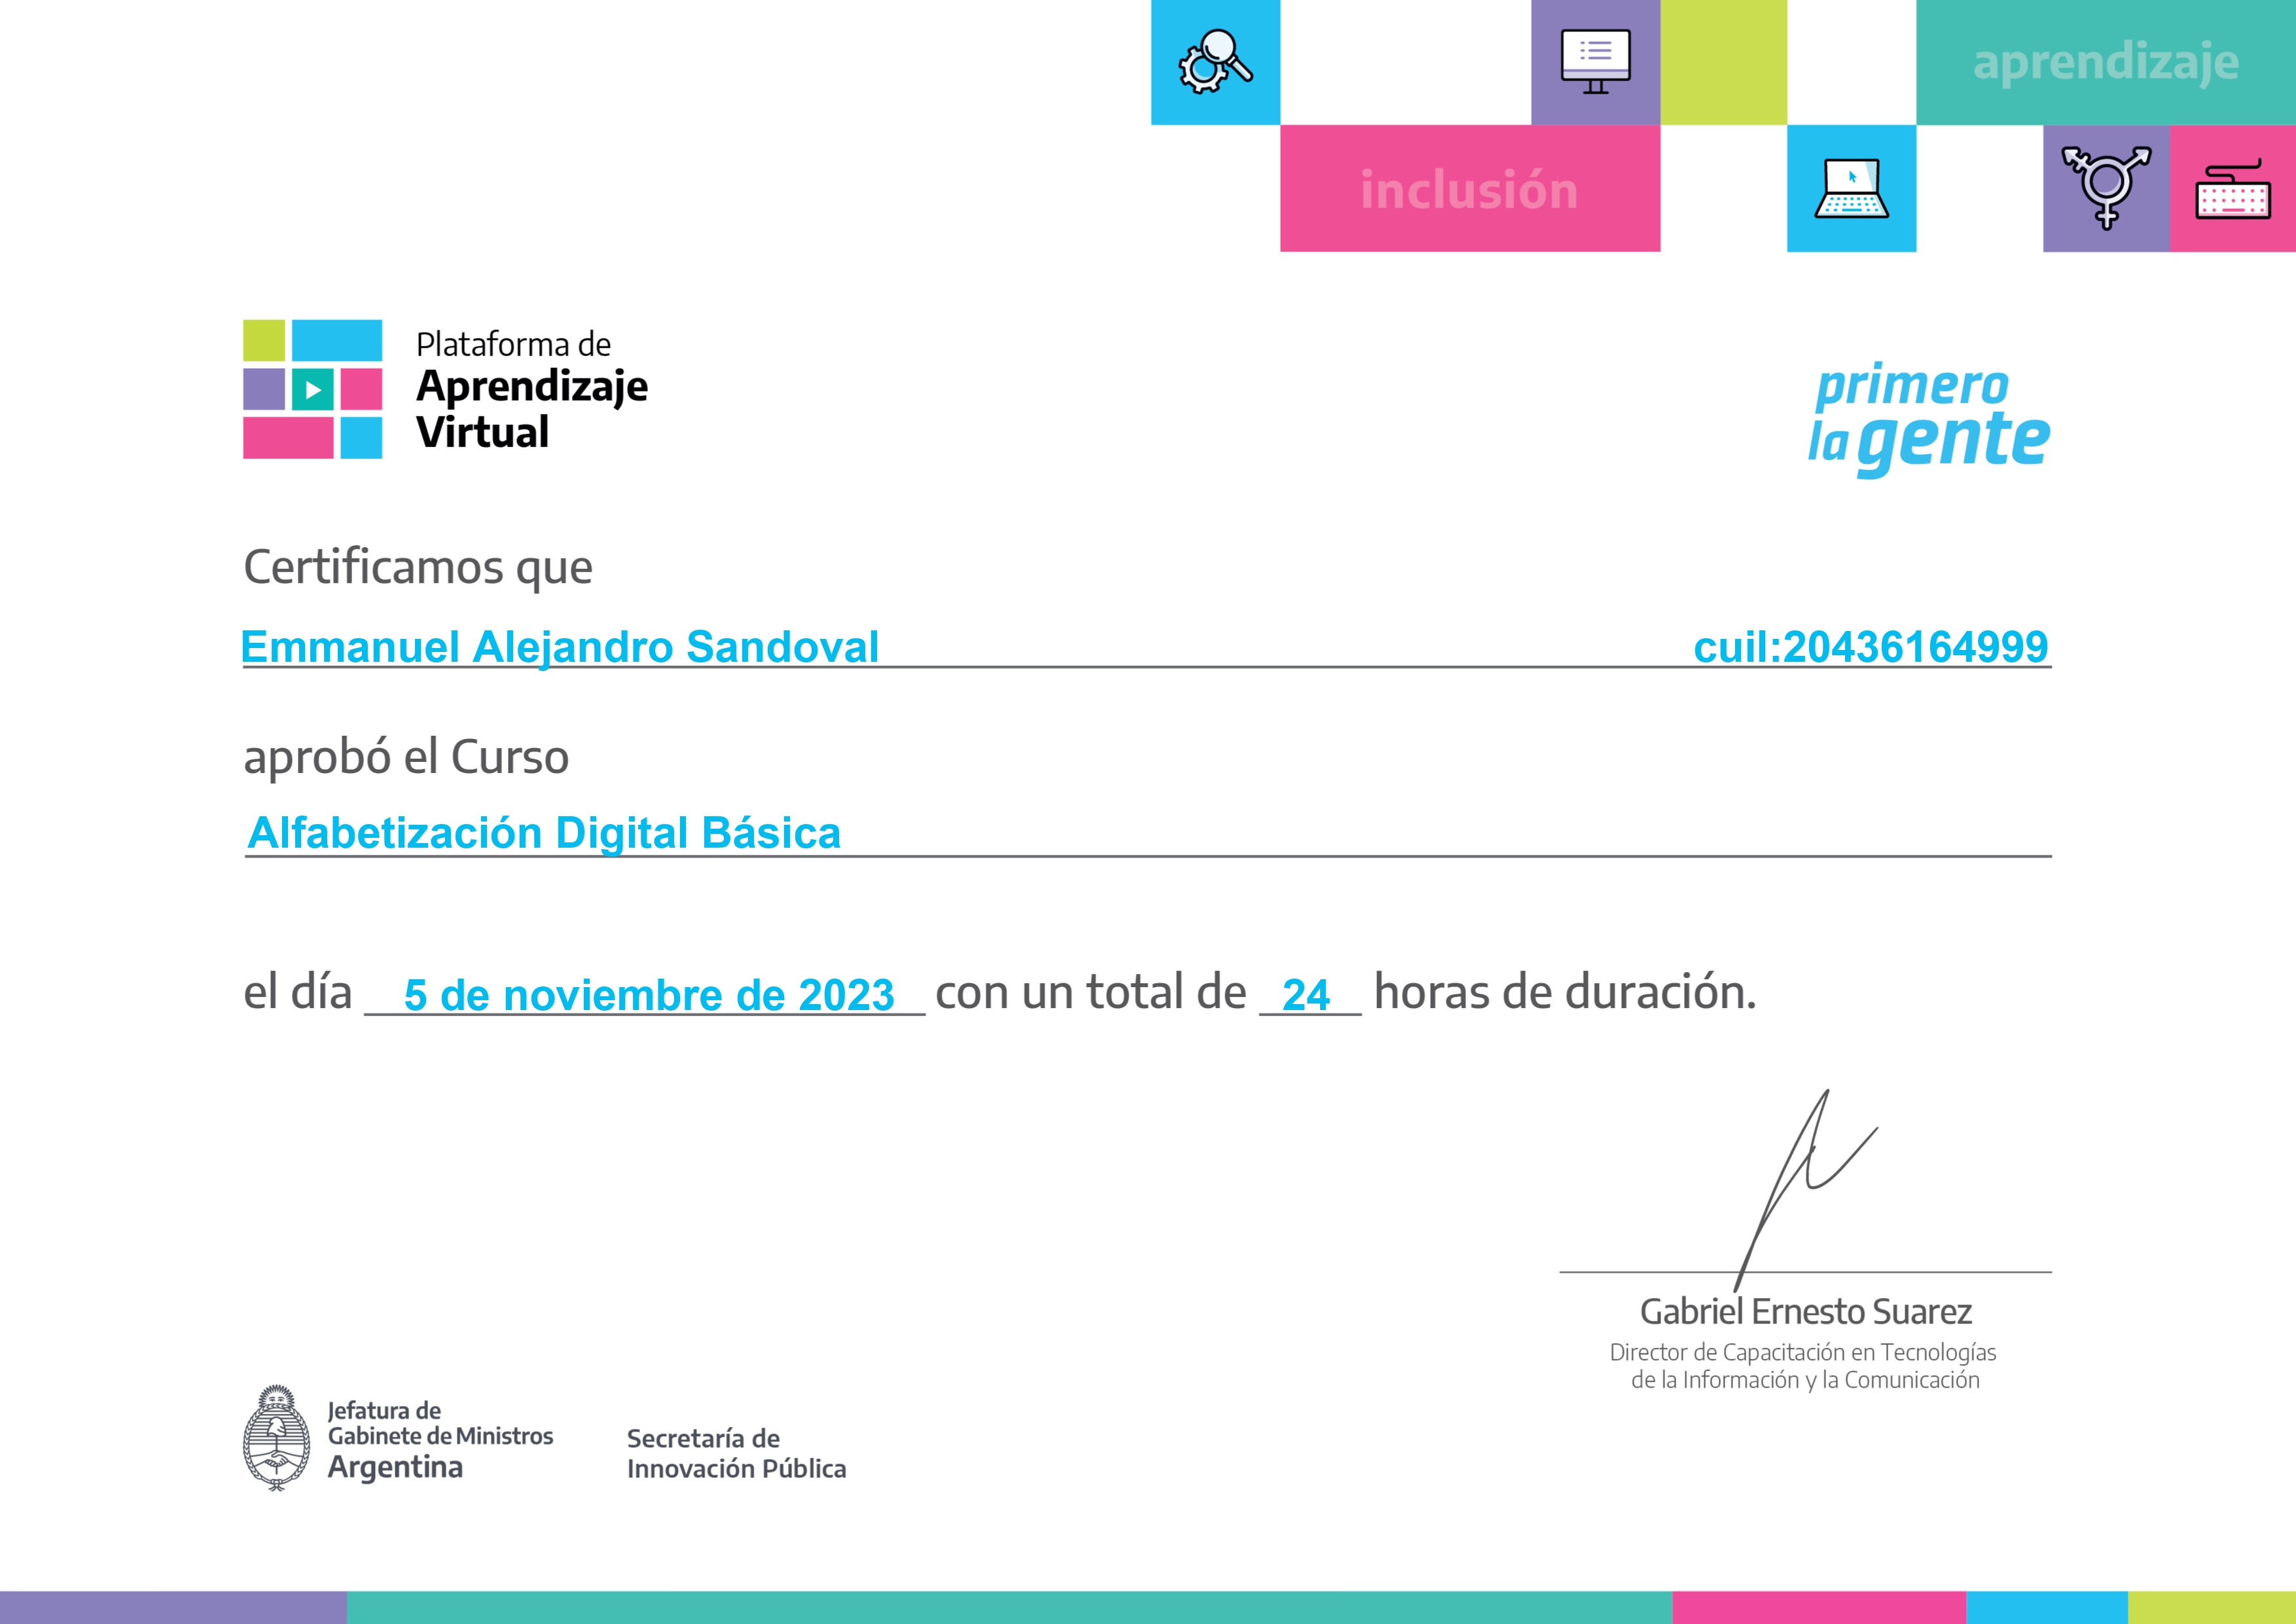 aprendizaje
inclusión
Plataforma de
Aprendizaje
Virtual
primero
la gente
Certificamos que
Emmanuel Alejandro Sandoval cuil:20436164999
aprobó el Curso
Alfabetización Digital Básica
el día 5 de noviembre de 2023 con un total de 24 horas de duración.
Gabriel Ernesto Suarez
Director de Capacitación en Tecnologías
de la Información y la Comunicación
Jefatura de
Gabinete de Ministros
Argentina
Secretaría de
Innovación Pública